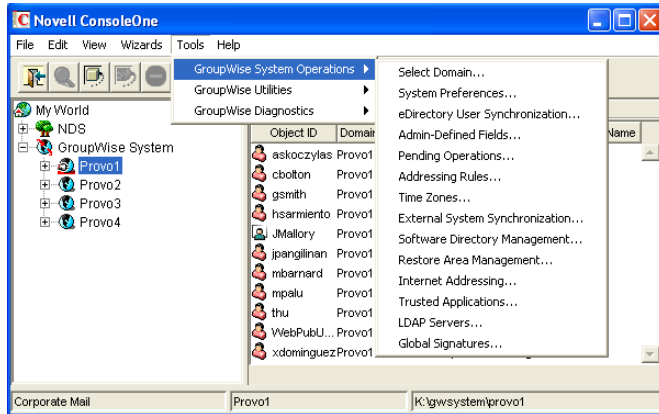 Novell ConsoleOne
File Edit View Wizards Tools Help
GroupWise System Operations
GroupWise Utilities
GroupWise Diagnostics
Select Domain...
System Preferences...
eDirectory User Synchronization...
Admin-Defined Fields...
Pending Operations...
Addressing Rules...
Time Zones...
External System Synchronization...
Software Directory Management...
Restore Area Management...
Internet Addressing...
Trusted Applications...
LDAP Servers...
Global Signatures...
My World
NDS
GroupWise System
Provo1
Provo2
Provo3
Provo4
Object ID Domain Name
askoczylas Provo1
cbolton Provo1
gsmith Provo1
hsarmiento Provo1
JMallory Provo1
jpangilinan Provo1
mbarnard Provo1
mpalu Provo1
thu Provo1
WebPubU... Provo1
xdominguez Provo1
Corporate Mail Provo1 K:\gwsystem\provo1